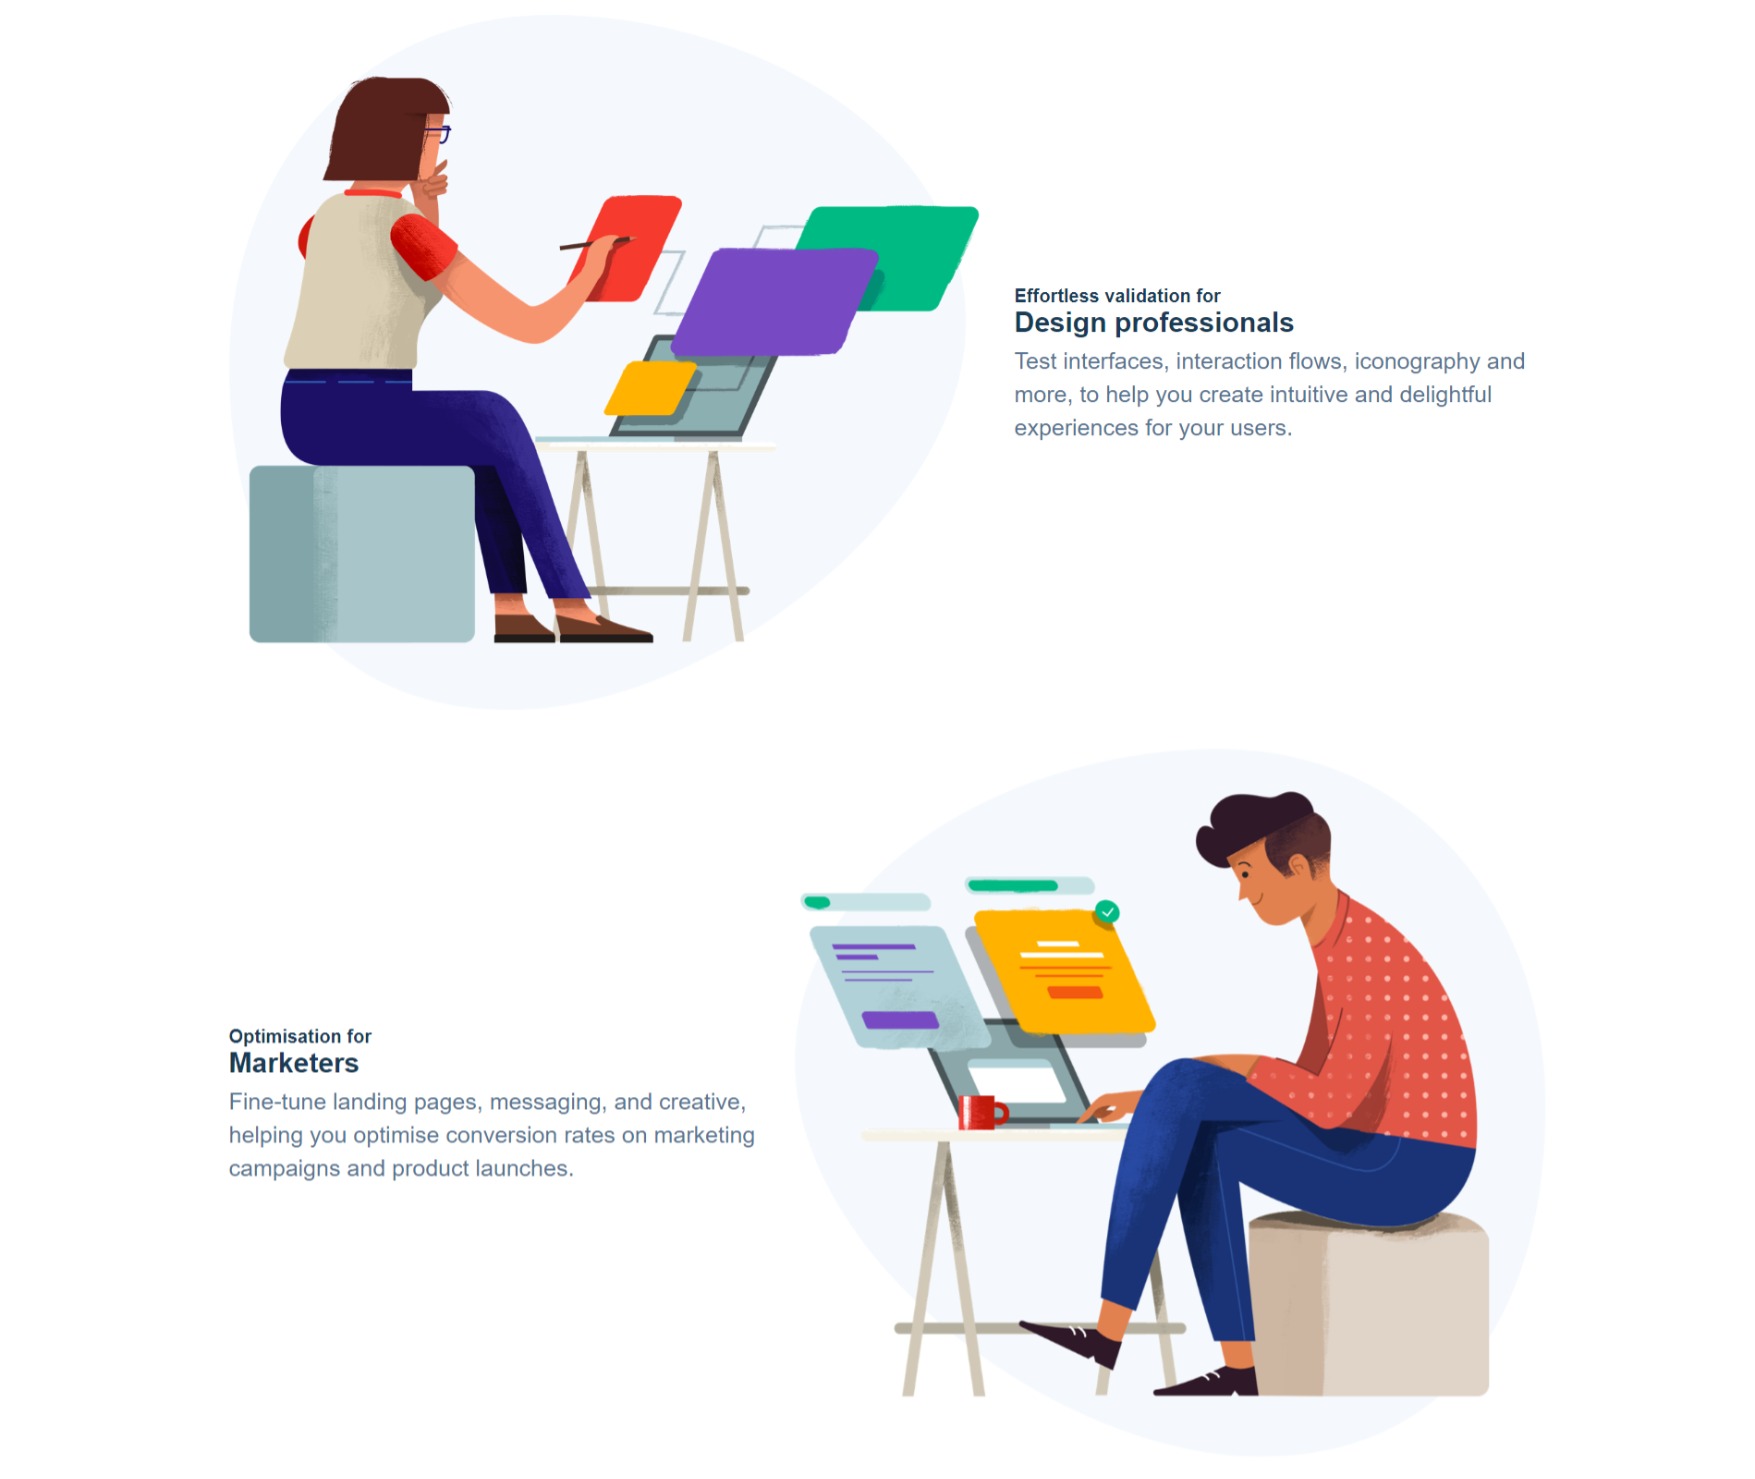 Effortless validation for
Design professionals
Test interfaces, interaction flows, iconography and
more, to help you create intuitive and delightful
experiences for your users.
Optimisation for
Marketers
Fine-tune landing pages, messaging, and creative,
helping you optimise conversion rates on marketing
campaigns and product launches.